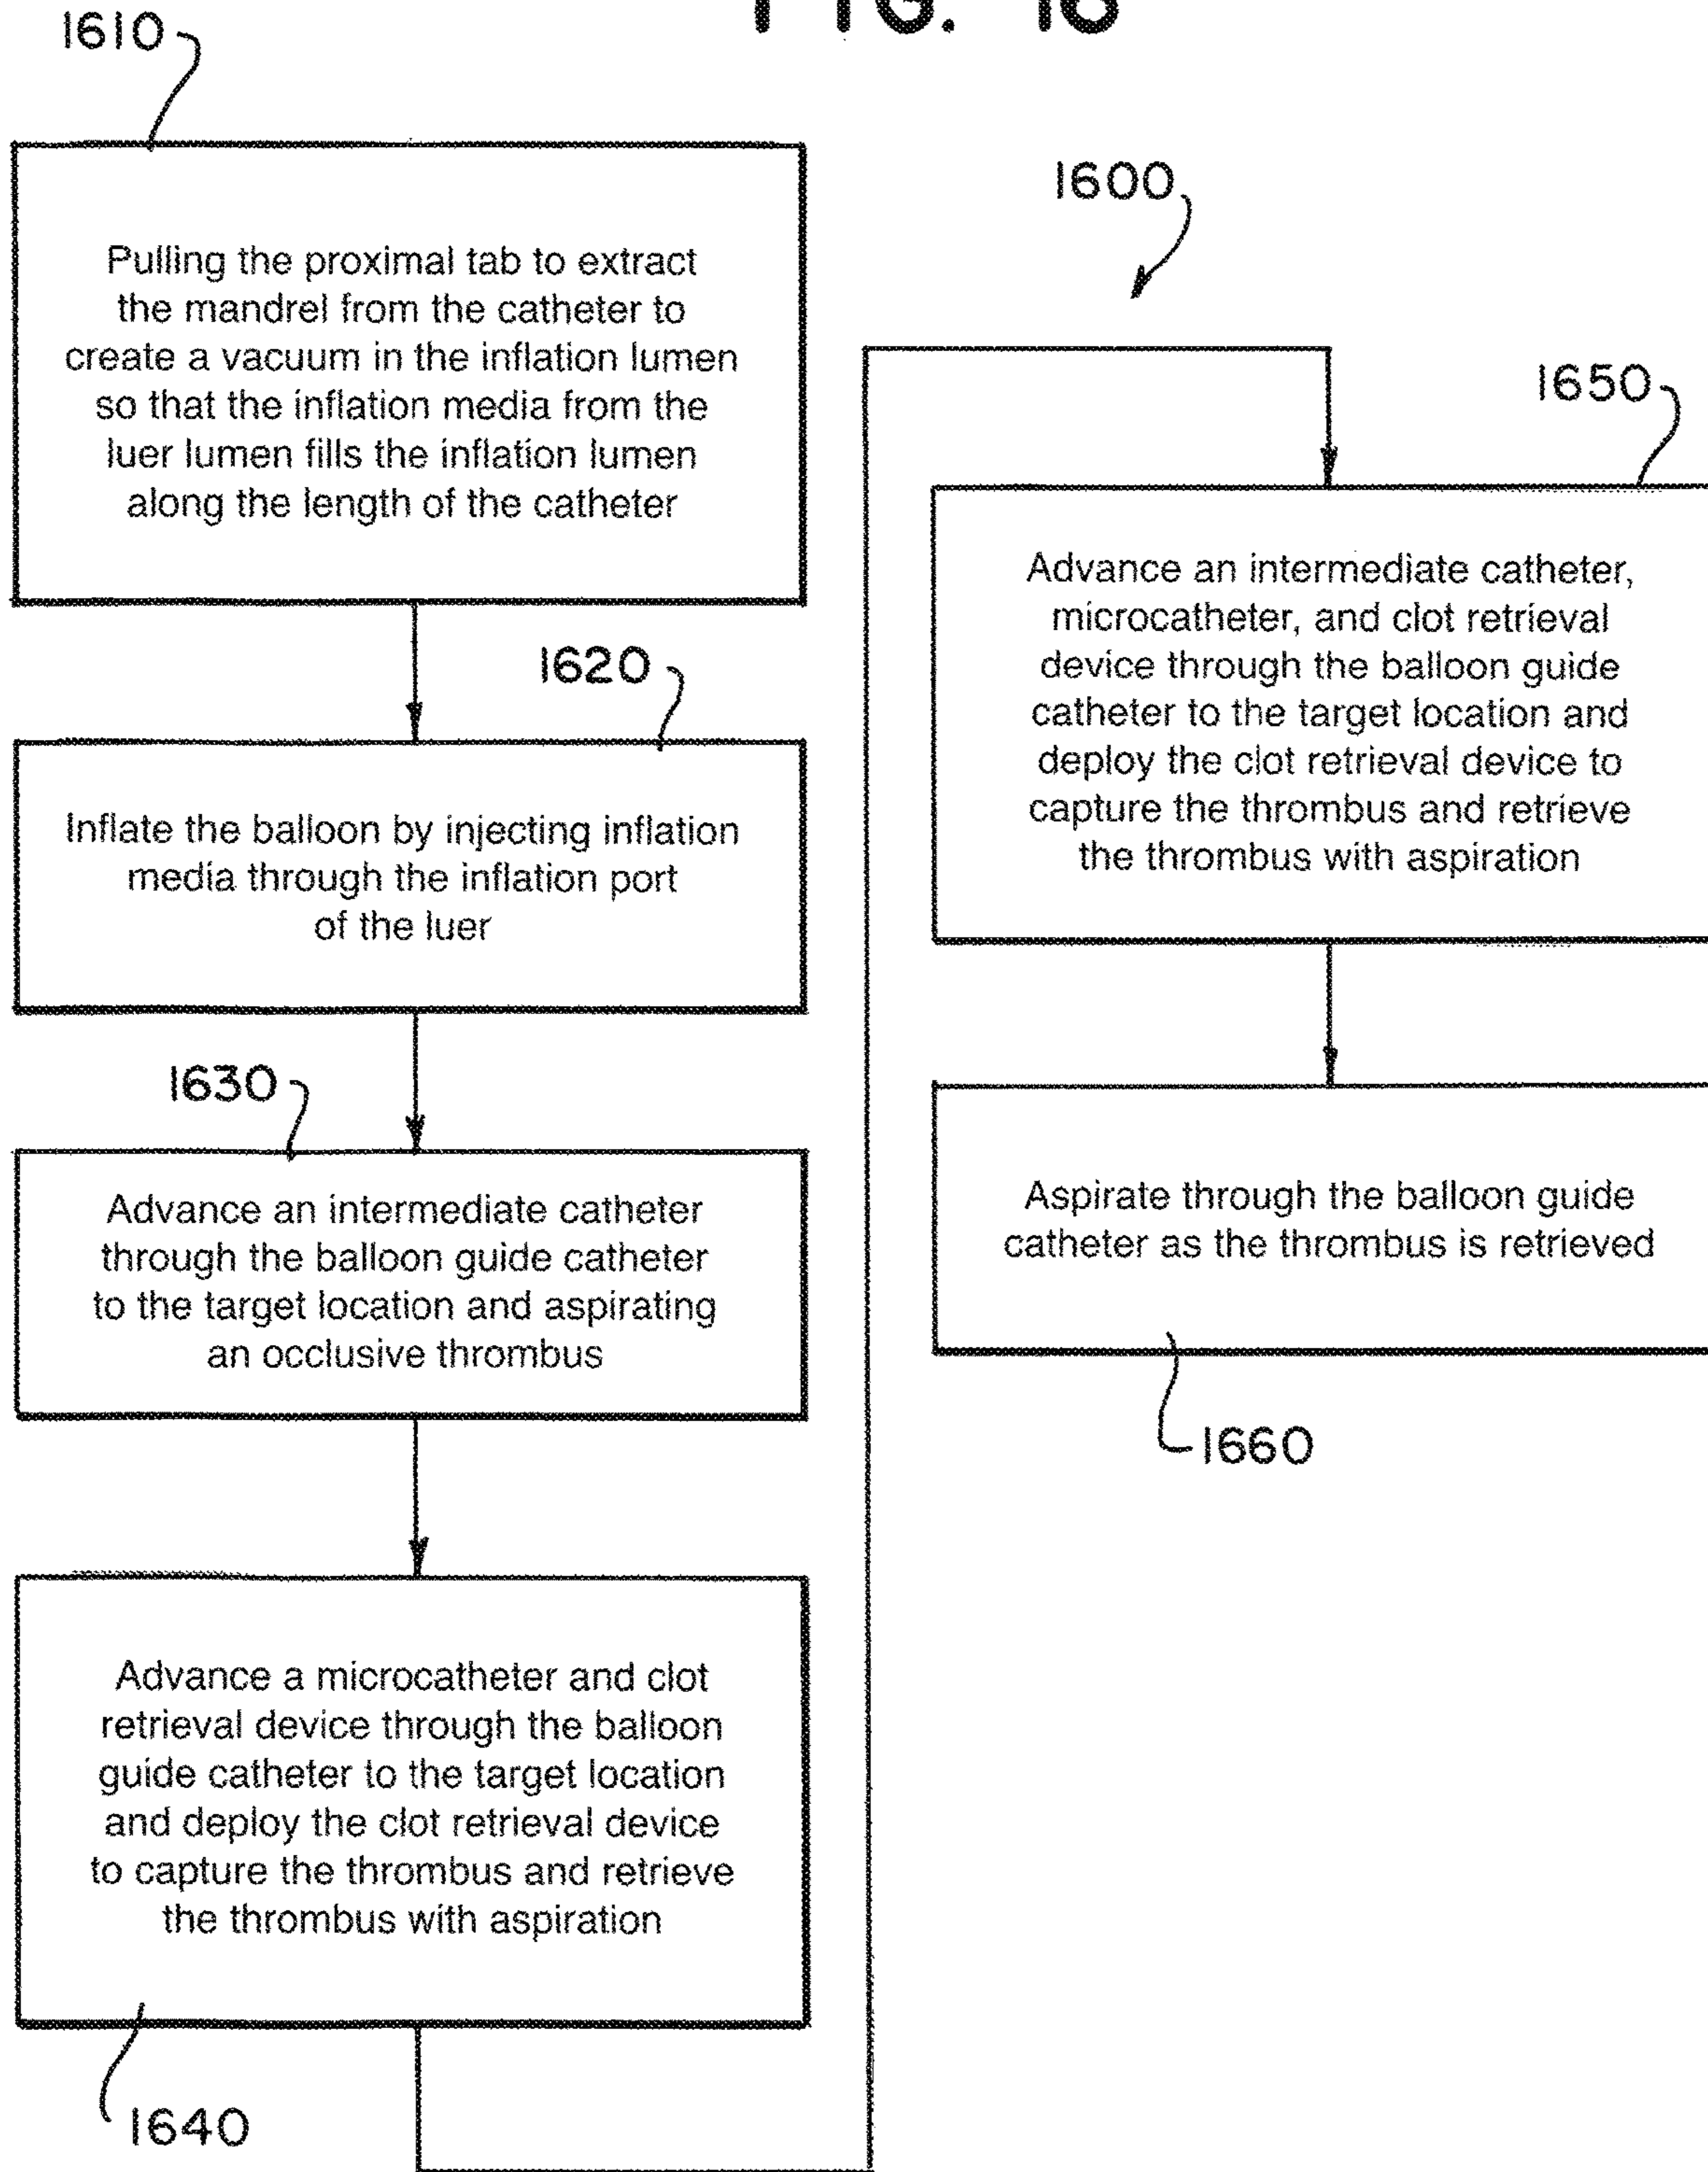 FIG. 16
1610
Pulling the proximal tab to extract
the mandrel from the catheter to
create a vacuum in the inflation lumen
so that the inflation media from the
luer lumen fills the inflation lumen
along the length of the catheter
1620
Inflate the balloon by injecting inflation
media through the inflation port
of the luer
1630
Advance an intermediate catheter
through the balloon guide catheter
to the target location and aspirating
an occlusive thrombus
Advance a microcatheter and clot
retrieval device through the balloon
guide catheter to the target location
and deploy the clot retrieval device
to capture the thrombus and retrieve
the thrombus with aspiration
1640
1600
1650
Advance an intermediate catheter,
microcatheter, and clot retrieval
device through the balloon guide
catheter to the target location and
deploy the clot retrieval device to
capture the thrombus and retrieve
the thrombus with aspiration
Aspirate through the balloon guide
catheter as the thrombus is retrieved
1660